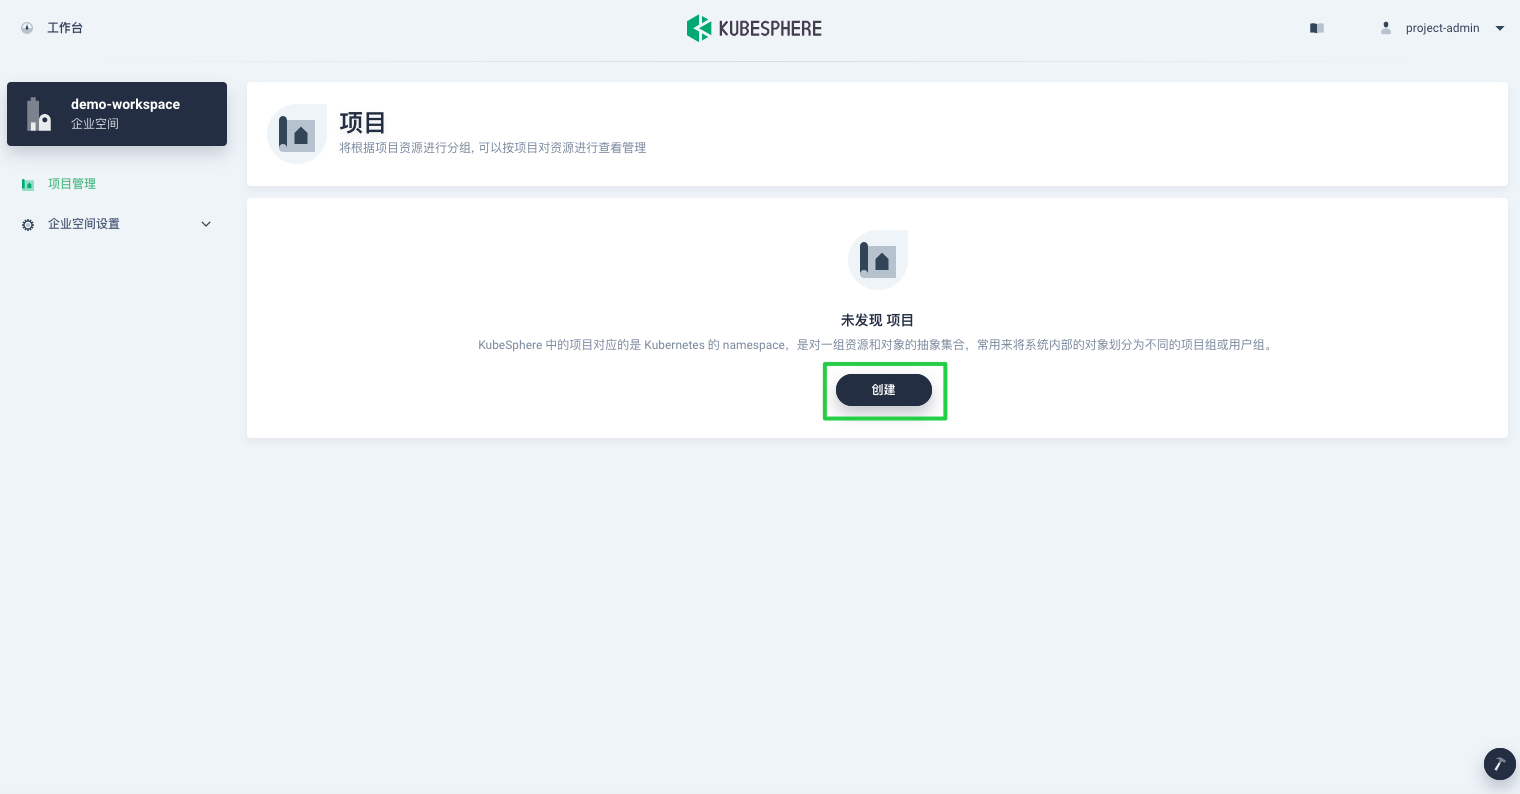 工作台
KUBESPHERE
project-admin
demo-workspace
企业空间
项目管理
企业空间设置
项目
将根据项目资源进行分组, 可以按项目对资源进行查看管理
未发现 项目
KubeSphere 中的项目对应的是 Kubernetes 的 namespace，是对一组资源和对象的抽象集合，常用来将系统内部的对象划分为不同的项目组或用户组。
创建